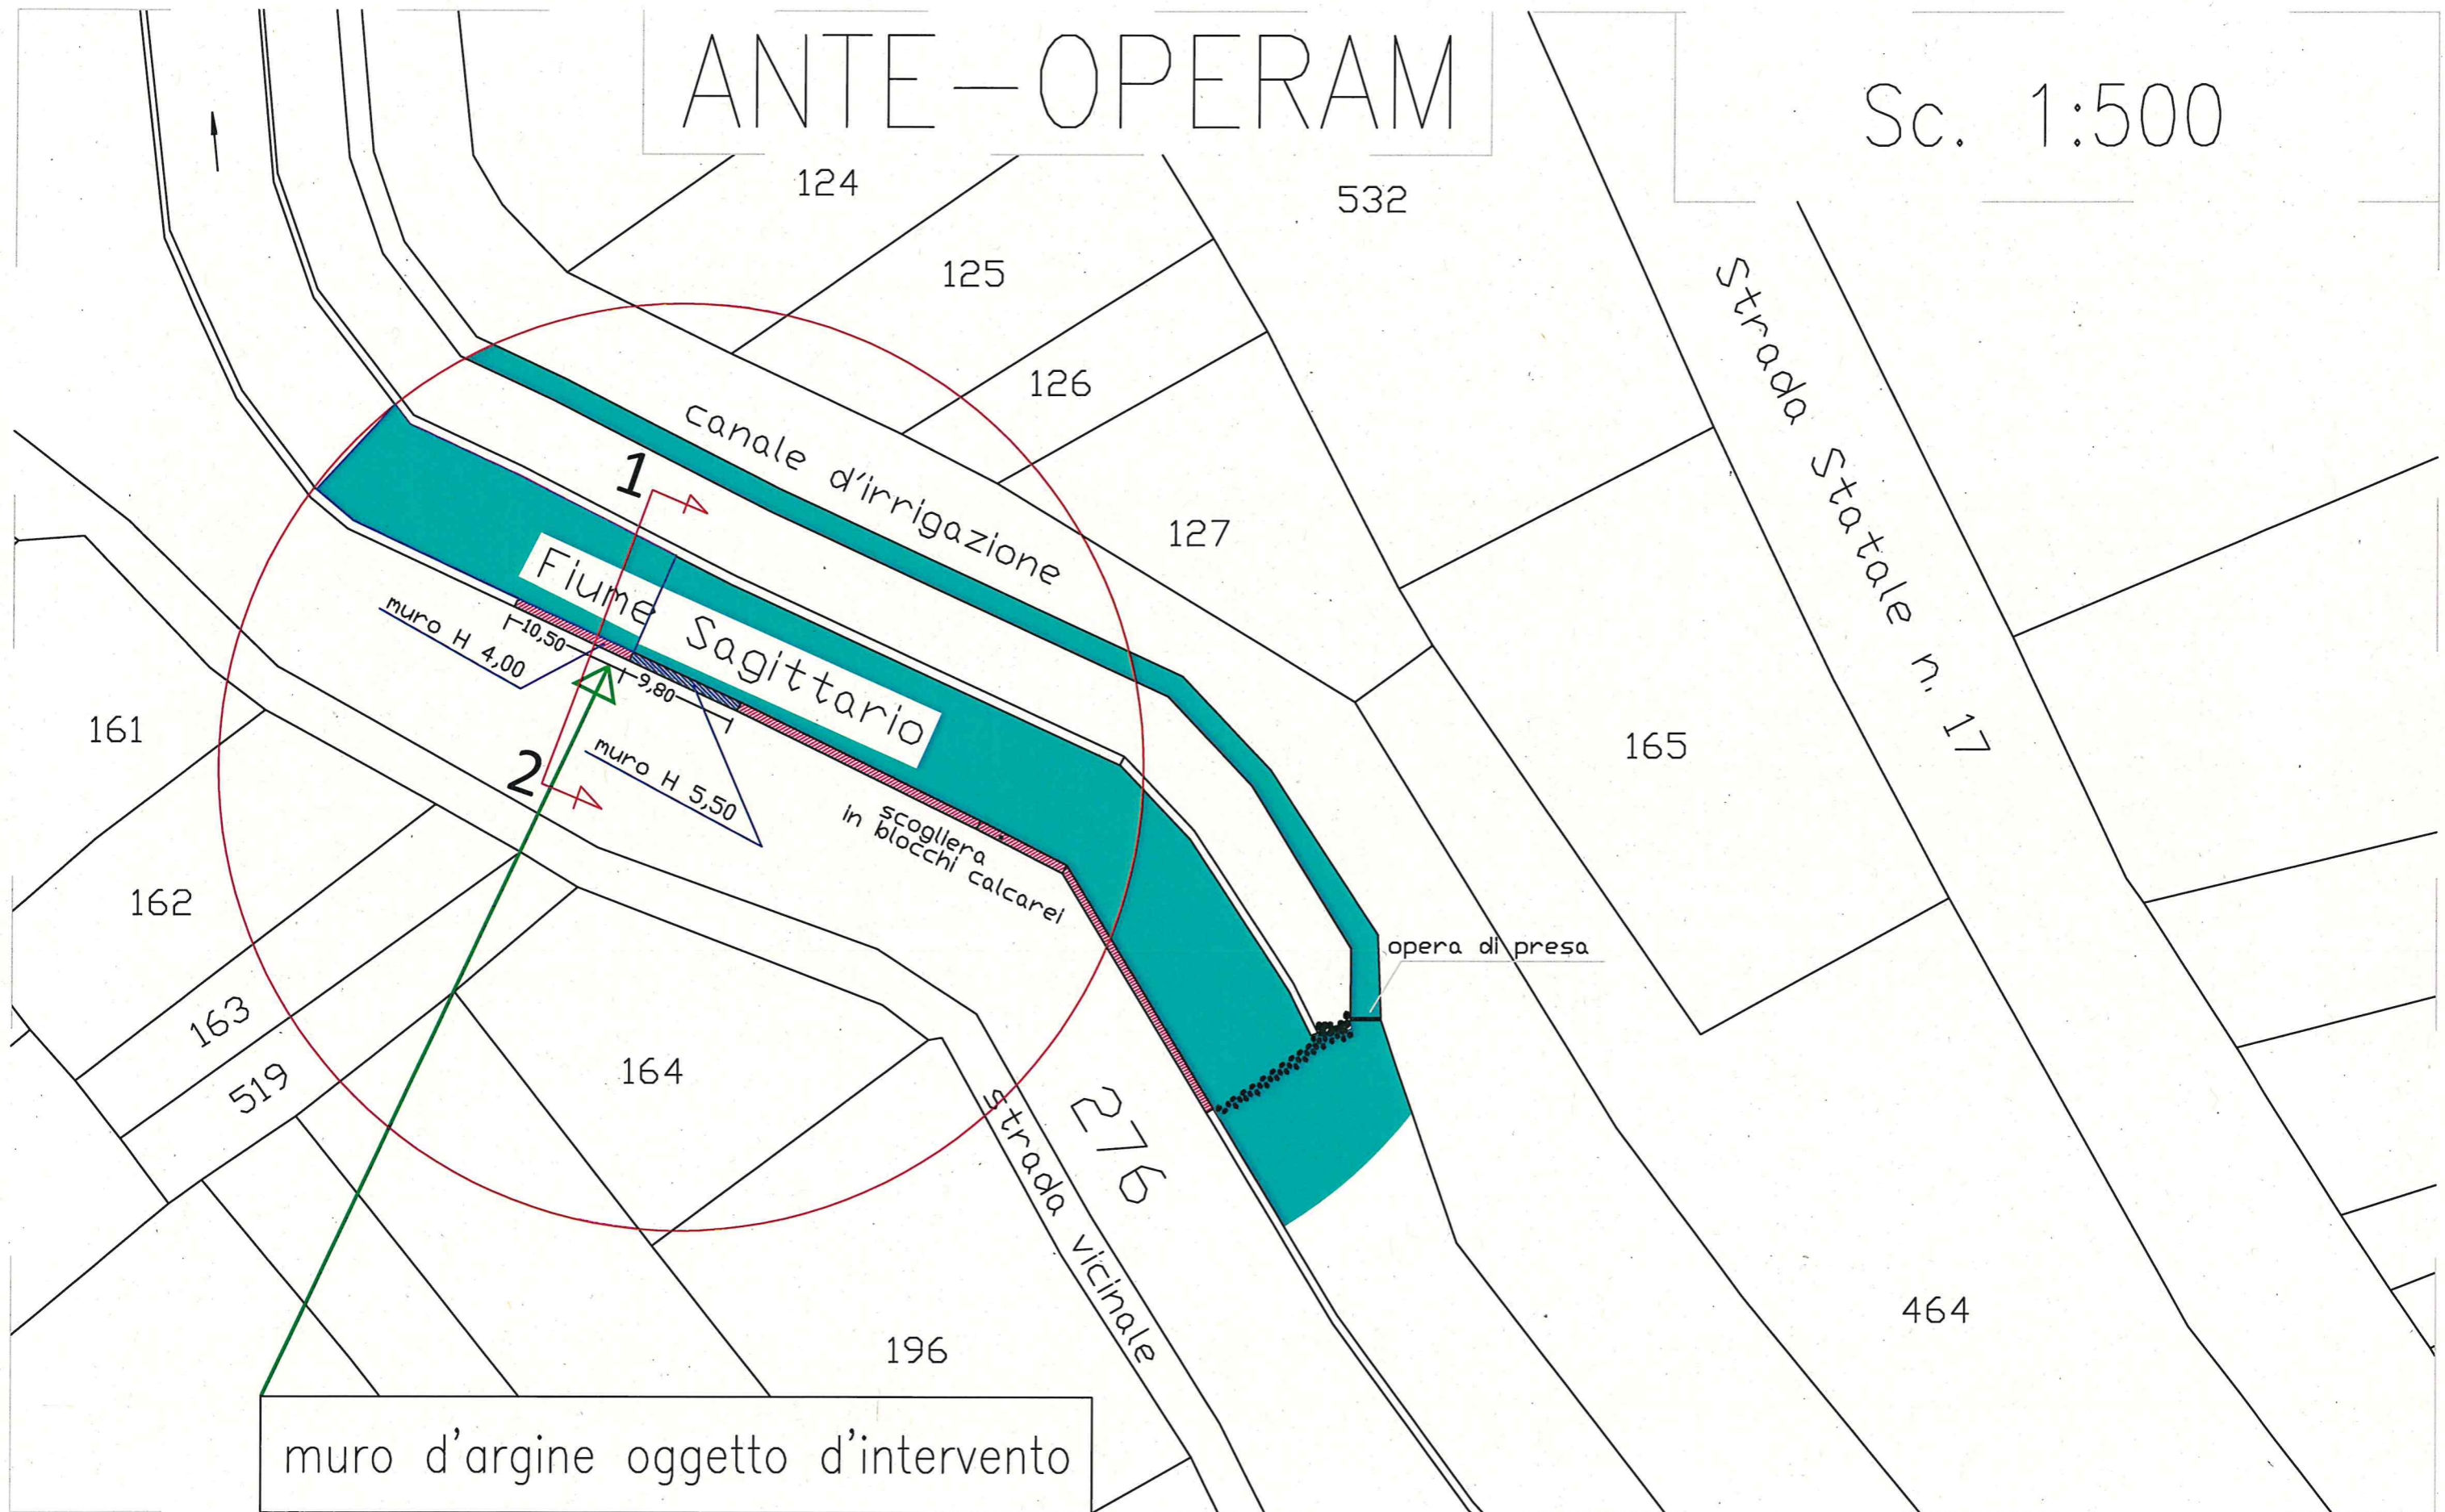 ANTE-OPERAM
Sc. 1:500
124
532
125
126
127
canale d'irrigazione
Strada Statale n. 17
1
Fiume Sagittario
muro H 4,00
10,50
9,80
161
2
muro H 5,50
165
scogliera
in blocchi calcarei
162
opera di presa
163
519
164
276
strada vicinale
196
464
muro d'argine oggetto d'intervento